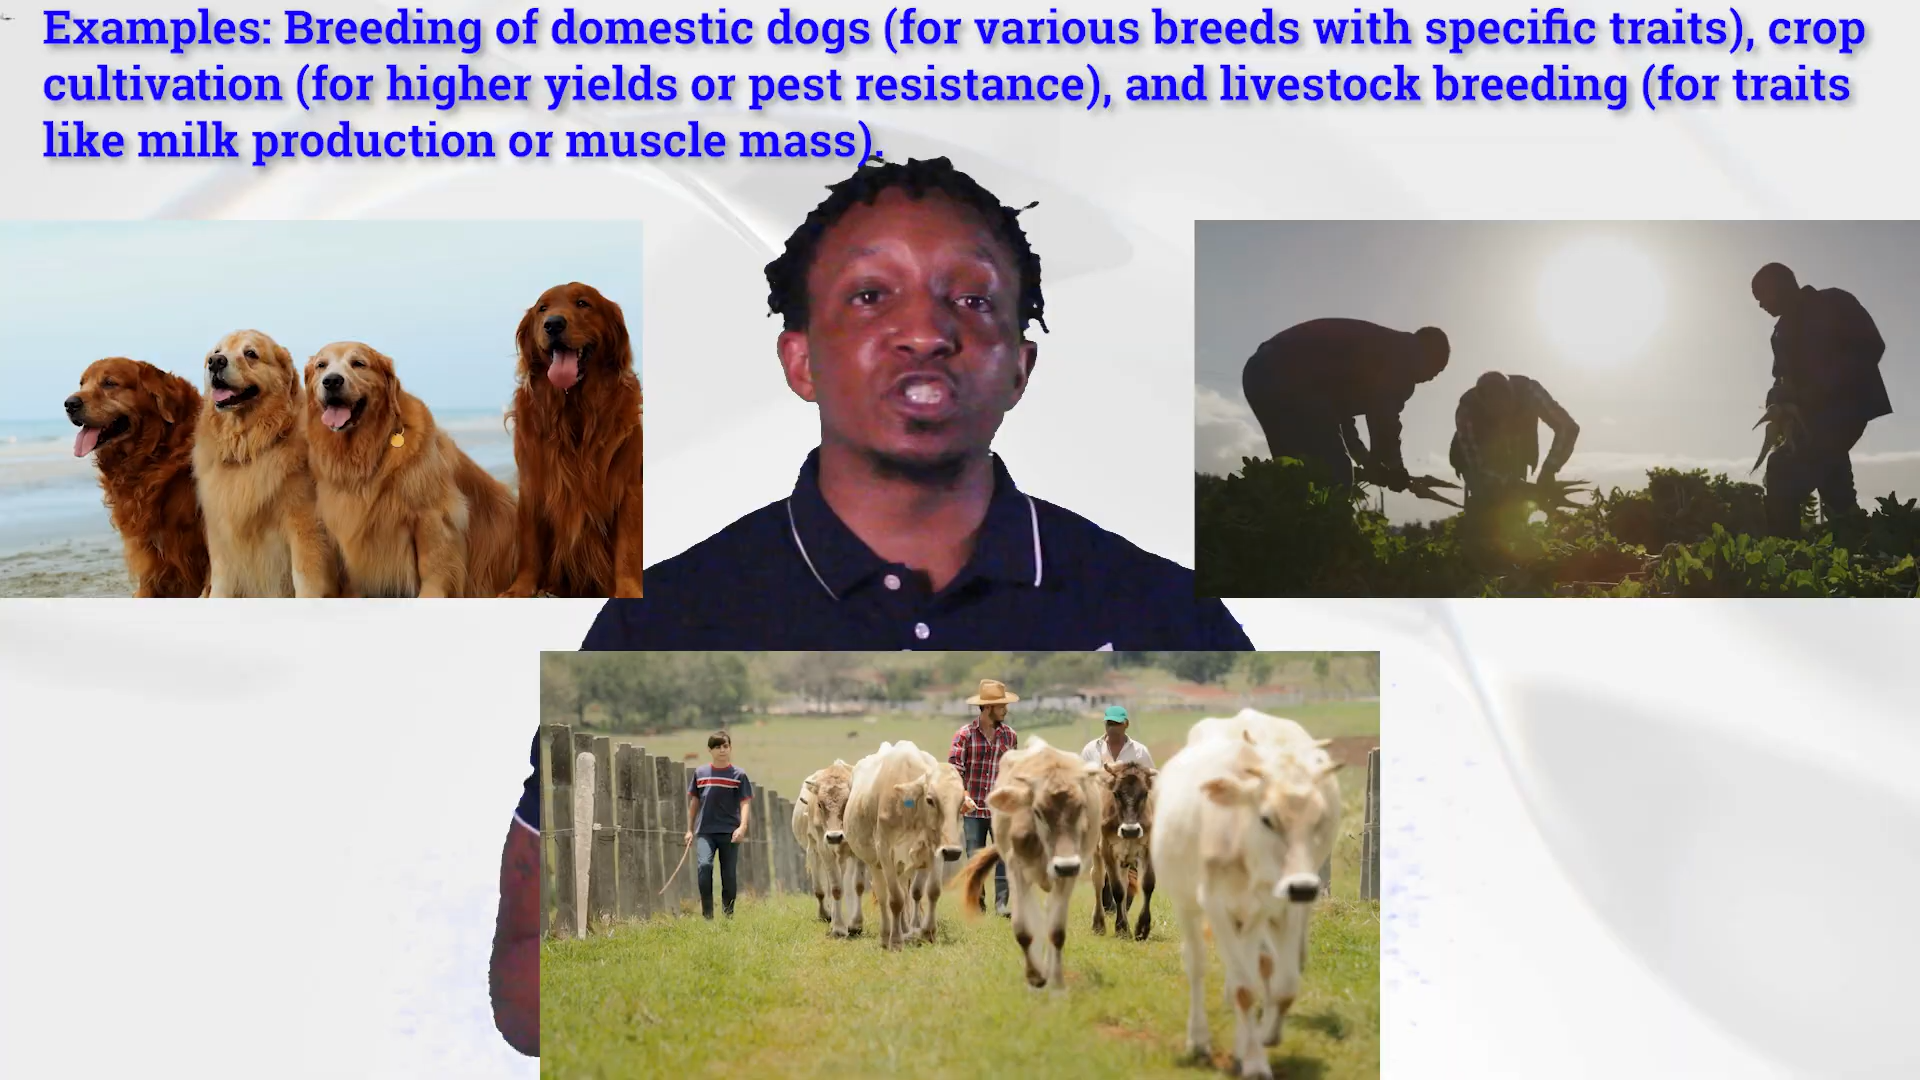 Examples: Breeding of domestic dogs (for various breeds with specific traits), crop
cultivation (for higher yields or pest resistance), and livestock breeding (for traits
like milk production or muscle mass).